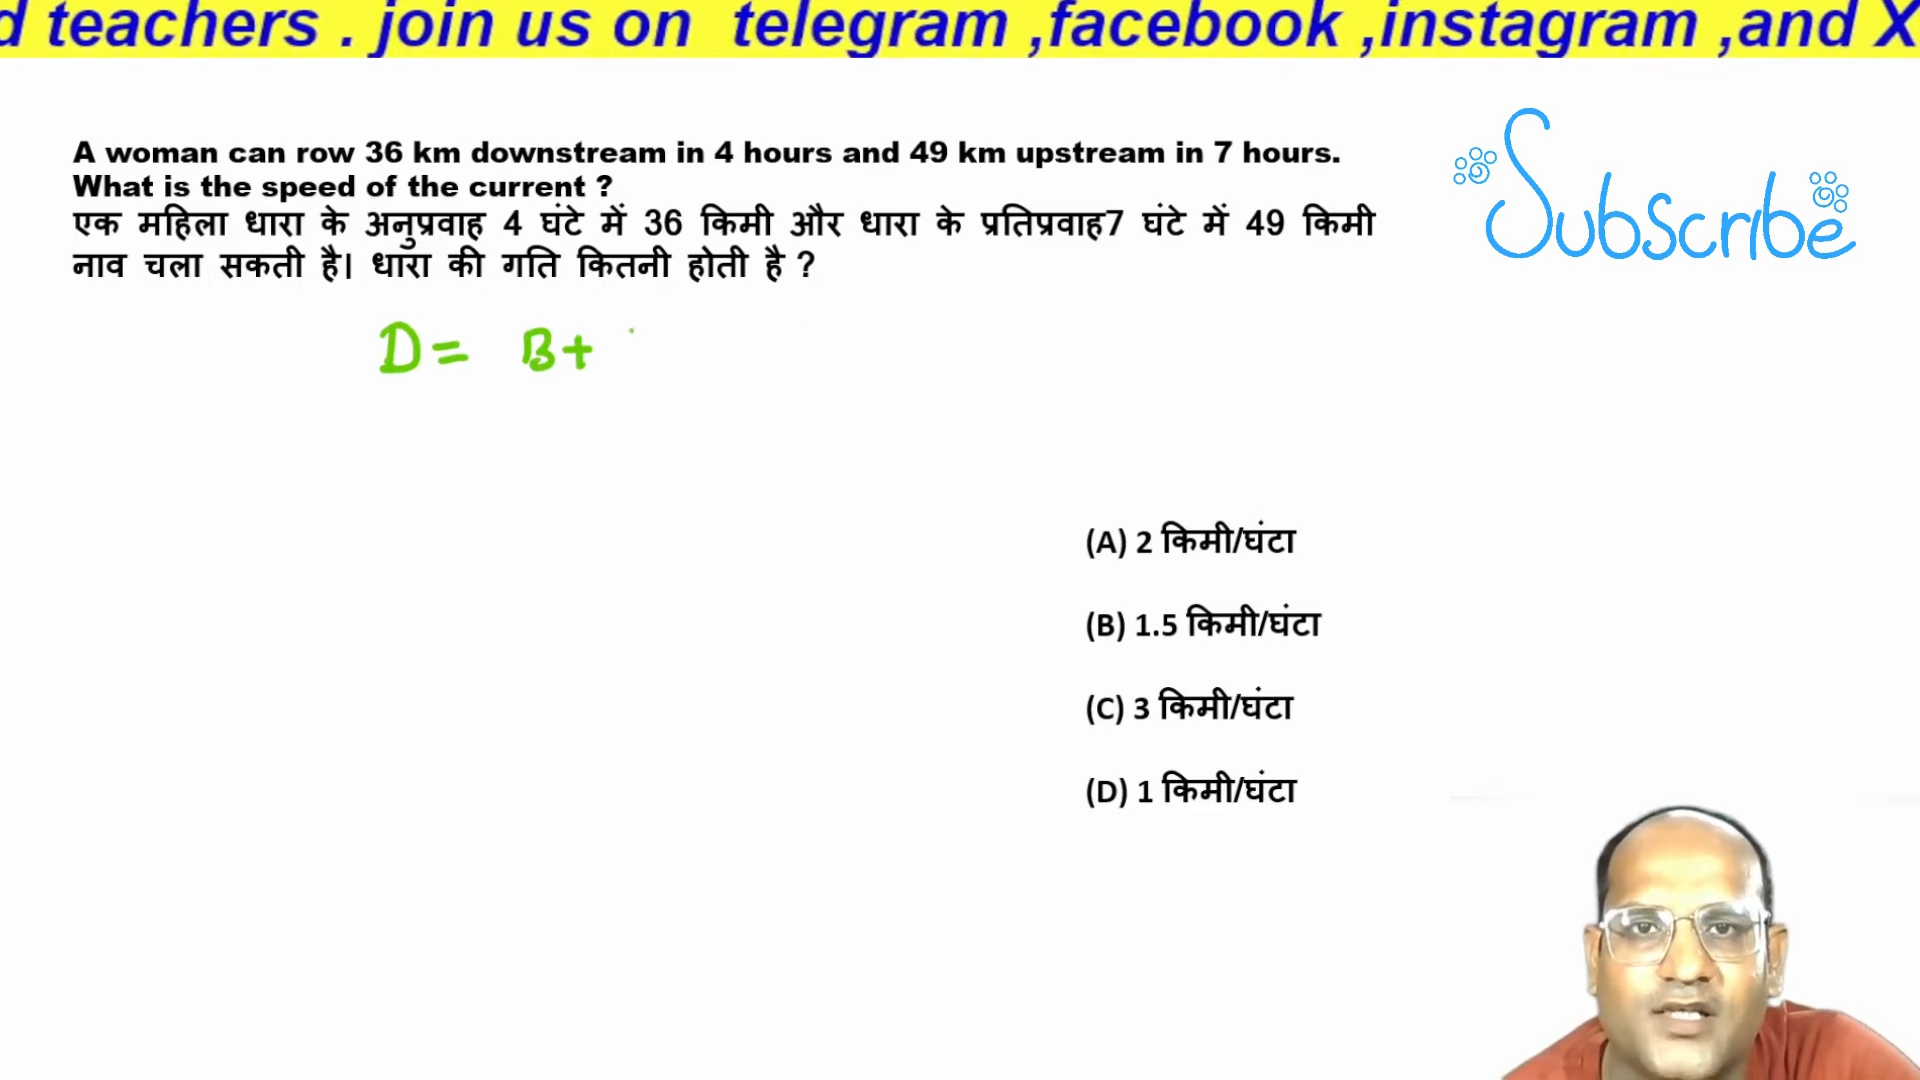 d teachers . join us on telegram ,facebook ,instagram ,and X
A woman can row 36 km downstream in 4 hours and 49 km upstream in 7 hours.
What is the speed of the current ?
एक महिला धारा के अनुप्रवाह 4 घंटे में 36 किमी और धारा के प्रतिप्रवाह7 घंटे में 49 किमी
नाव चला सकती है। धारा की गति कितनी होती है ?
Subscribe
D= B+
(A) 2 किमी/घंटा
(B) 1.5 किमी/घंटा
(C) 3 किमी/घंटा
(D) 1 किमी/घंटा